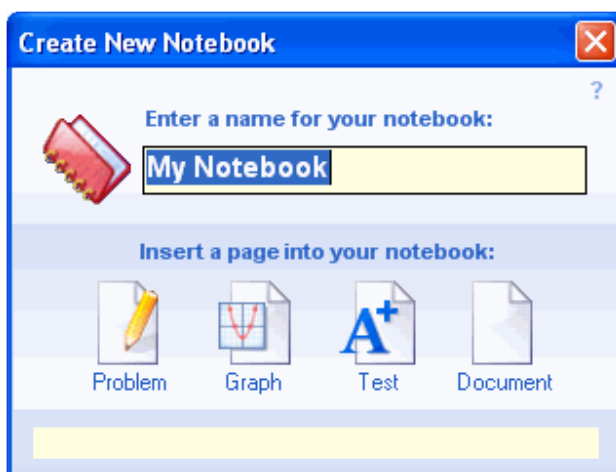 Create New Notebook
?
Enter a name for your notebook:
My Notebook
Insert a page into your notebook:
A+
Problem Graph Test Document